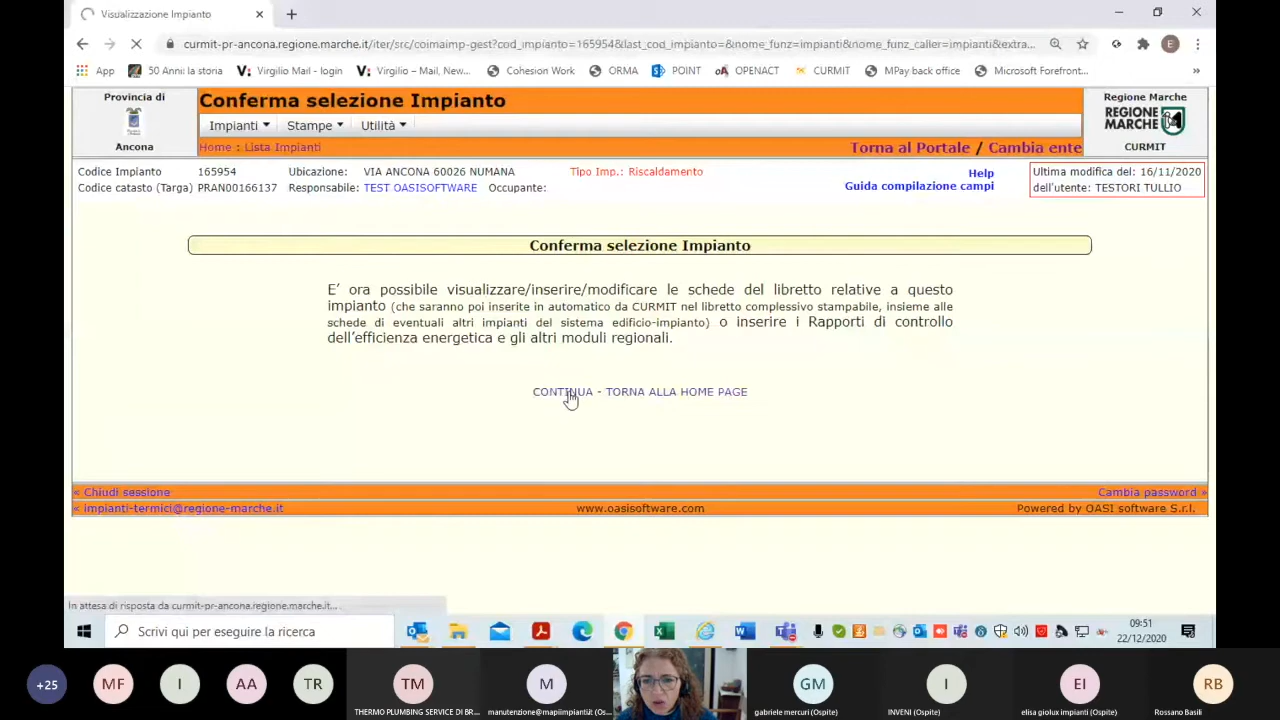 Visualizzazione Impianto
curmit-pr-ancona.regione.marche.it/iter/src/coimaimp-gest?cod_impianto=165954&last_cod_impianto=&nome_funz=impianti&nome_funz_caller=impianti&extra...
E
App
50 Annii la storia
Virgilio Mail - login
Virgilio – Mail, New...
Cohesion Work
ORMA
POINT
OPENACT
CURMIT
MPay back office
Microsoft Forefront...
»
Provincia di
Ancona
Conferma selezione Impianto
Impianti
Stampe
Utilità
Home : Lista Impianti
Torna al Portale / Cambia ente
Regione Marche
REGIONE
MARCHE
CURMIT
Codice Impianto 165954 Ubicazione: VIA ANCONA 60026 NUMANA Tipo Imp.: Riscaldamento
Codice catasto (Targa) PRAN00166137 Responsabile: TEST OASISOFTWARE Occupante:
Help
Guida compilazione campi
Ultima modifica del: 16/11/2020
dell'utente: TESTORI TULLIO
Conferma selezione Impianto
E' ora possibile visualizzare/inserire/modificare le schede del libretto relative a questo
impianto (che saranno poi inserite in automatico da CURMIT nel libretto complessivo stampabile, insieme alle
schede di eventuali altri impianti del sistema edificio-impianto) o inserire i Rapporti di controllo
dell'efficienza energetica e gli altri moduli regionali.
CONTINUA - TORNA ALLA HOME PAGE
« Chiudi sessione
Cambia password »
« impianti-termici@regione-marche.it
www.oasisoftware.com
Powered by OASI software S.r.l.
In attesa di risposta da curmit-pr-ancona.regione.marche.it...
Scrivi qui per eseguire la ricerca
09:51
22/12/2020
+25
MF
I
AA
TR
TM
THERMO PLUMBING SERVICE DI BR...
M
manutenzione@mapiimpianti.it (Os...
GM
gabriele mercuri (Ospite)
I
INVENI (Ospite)
EI
elisa giolux impianti (Ospite)
RB
Rossano Basili